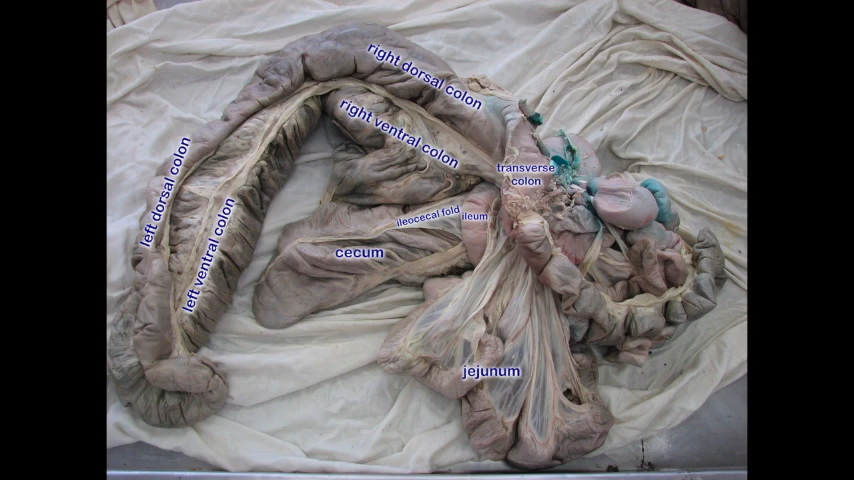 right dorsal colon
right ventral colon
left dorsal colon
left ventral colon
transverse
colon
ileocecal fold
ileum
cecum
jejunum